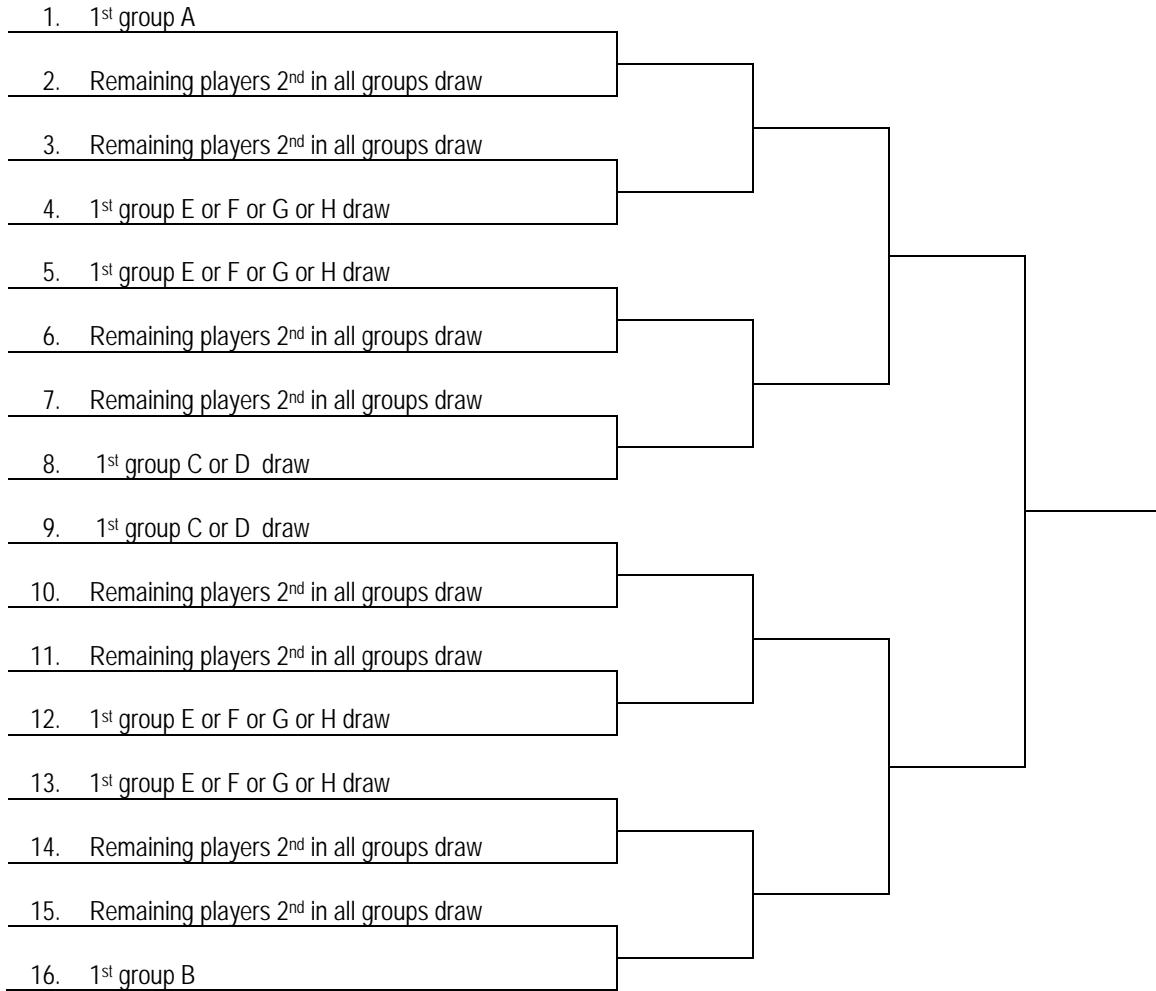 1. 1st group A
2. Remaining players 2nd in all groups draw
3. Remaining players 2nd in all groups draw
4. 1st group E or F or G or H draw
5. 1st group E or F or G or H draw
6. Remaining players 2nd in all groups draw
7. Remaining players 2nd in all groups draw
8. 1st group C or D draw
9. 1st group C or D draw
10. Remaining players 2nd in all groups draw
11. Remaining players 2nd in all groups draw
12. 1st group E or F or G or H draw
13. 1st group E or F or G or H draw
14. Remaining players 2nd in all groups draw
15. Remaining players 2nd in all groups draw
16. 1st group B